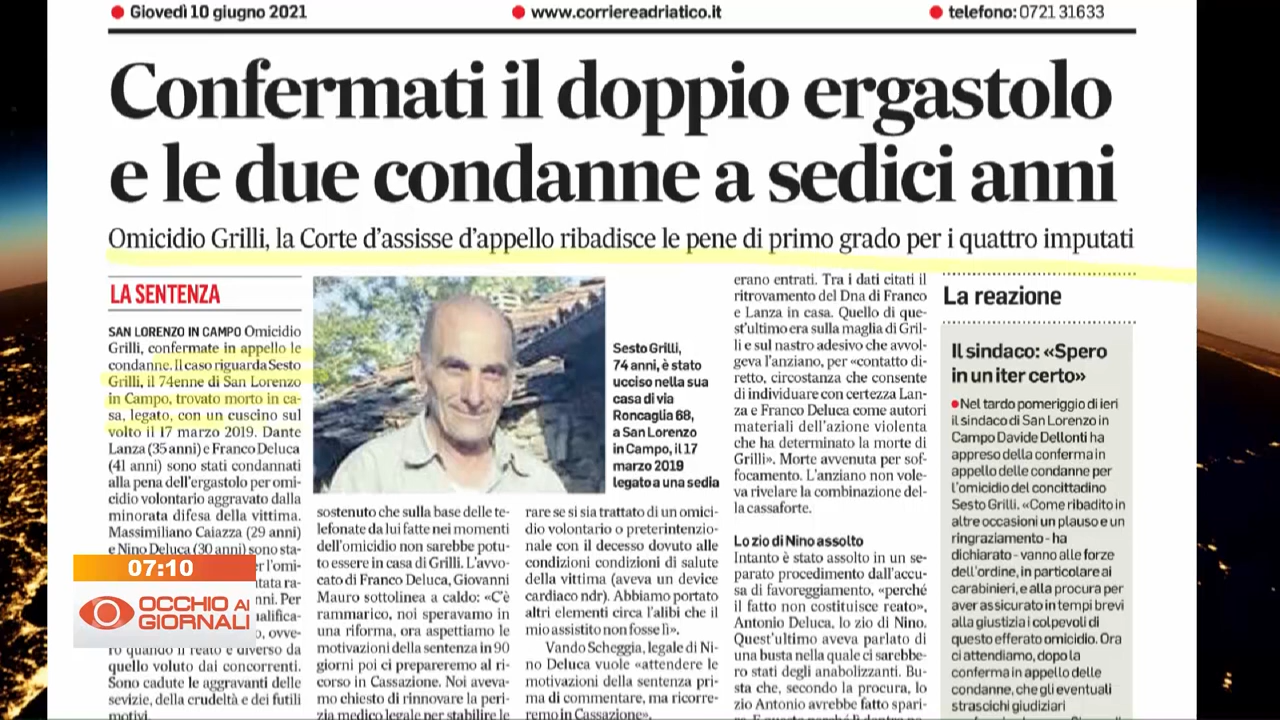 Giovedì 10 giugno 2021
www.corriereadriatico.it
telefono: 0721 31633
Confermati il doppio ergastolo
e le due condanne a sedici anni
Omicidio Grilli, la Corte d'assisse d'appello ribadisce le pene di primo grado per i quattro imputati
LA SENTENZA
SAN LORENZO IN CAMPO Omicidio
Grilli, confermate in appello le
condanne. Il caso riguarda Sesto
Grilli, il 74enne di San Lorenzo
in Campo, trovato morto in ca-
sa, legato, con un cuscino sul
volto il 17 marzo 2019. Dante
Lanza (35 anni) e Franco Deluca
(41 anni) sono stati condannati
alla pena dell'ergastolo per omi-
cidio volontario aggravato dalla
minorata difesa della vittima.
Massimiliano Caiazza (29 anni)
e Nino Deluca (30 anni) sono sta-
r l'omi-
tata ra-
nni. Per
alifica-
o, ovve-
ro quando il reato è diverso da
quello voluto dai concorrenti.
Sono cadute le aggravanti delle
sevizie, della crudeltà e dei futili
motivi.
Sesto Grilli,
74 anni, è stato
ucciso nella sua
casa di via
Roncaglia 68,
a San Lorenzo
in Campo, il 17
marzo 2019
legato a una sedia
sostenuto che sulla base delle te-
lefonate da lui fatte nei momenti
dell'omicidio non sarebbe potu-
to essere in casa di Grilli. L'avvo-
cato di Franco Deluca, Giovanni
Mauro sottolinea a caldo: «C'è
rammarico, noi speravamo in
una riforma, ora aspettiamo le
motivazioni della sentenza in 90
giorni poi ci prepareremo al ri-
corso in Cassazione. Noi aveva-
mo chiesto di rinnovare la peri-
zia medico legale per stabilire le
rare se si sia trattato di un omici-
dio volontario o preterintenzio-
nale con il decesso dovuto alle
condizioni condizioni di salute
della vittima (aveva un device
cardiaco ndr). Abbiamo portato
altri elementi circa l'alibi che il
mio assistito non fosse lì».
Vando Scheggia, legale di Ni-
no Deluca vuole «attendere le
motivazioni della sentenza pri-
ma di commentare, ma ricorre-
remo in Cassazione».
erano entrati. Tra i dati citati il
ritrovamento del Dna di Franco
e Lanza in casa. Quello di que-
st'ultimo era sulla maglia di Gril-
li e sul nastro adesivo che avvol-
geva l'anziano, per «contatto di-
retto, circostanza che consente
di individuare con certezza Lan-
za e Franco Deluca come autori
materiali dell'azione violenta
che ha determinato la morte di
Grilli». Morte avvenuta per sof-
focamento. L'anziano non vole-
va rivelare la combinazione del-
la cassaforte.
Lo zio di Nino assolto
Intanto è stato assolto in un se-
parato procedimento dall'accu-
sa di favoreggiamento, «perché
il fatto non costituisce reato»,
Antonio Deluca, lo zio di Nino.
Quest'ultimo aveva parlato di
una busta nella quale ci sarebbe-
ro stati degli anabolizzanti. Bu-
sta che, secondo la procura, lo
zio Antonio avrebbe fatto spari-
La reazione
Il sindaco: «Spero
in un iter certo»
Nel tardo pomeriggio di ieri
il sindaco di San Lorenzo in
Campo Davide Dellonti ha
appreso della conferma in
appello delle condanne per
l'omicidio del concittadino
Sesto Grilli. «Come ribadito in
altre occasioni un plauso e un
ringraziamento - ha
dichiarato - vanno alle forze
dell'ordine, in particolare ai
carabinieri, e alla procura per
aver assicurato in tempi brevi
alla giustizia i colpevoli di
questo efferato omicidio. Ora
ci attendiamo, dopo la
conferma in appello delle
condanne, che gli eventuali
strascichi giudiziari
07:10
OCCHIO AI
GIORNALI